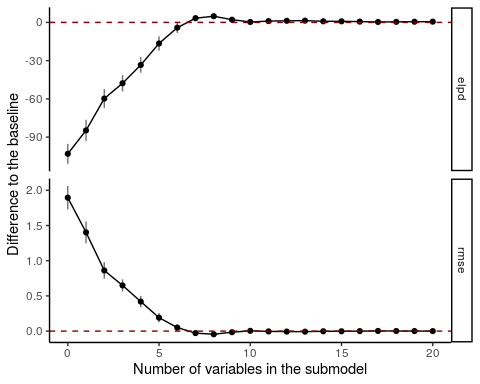 Difference to the baseline
0
-30
-60
-90
elpd
2.0
1.5
1.0
0.5
0.0
rmse
0 5 10 15 20
Number of variables in the submodel